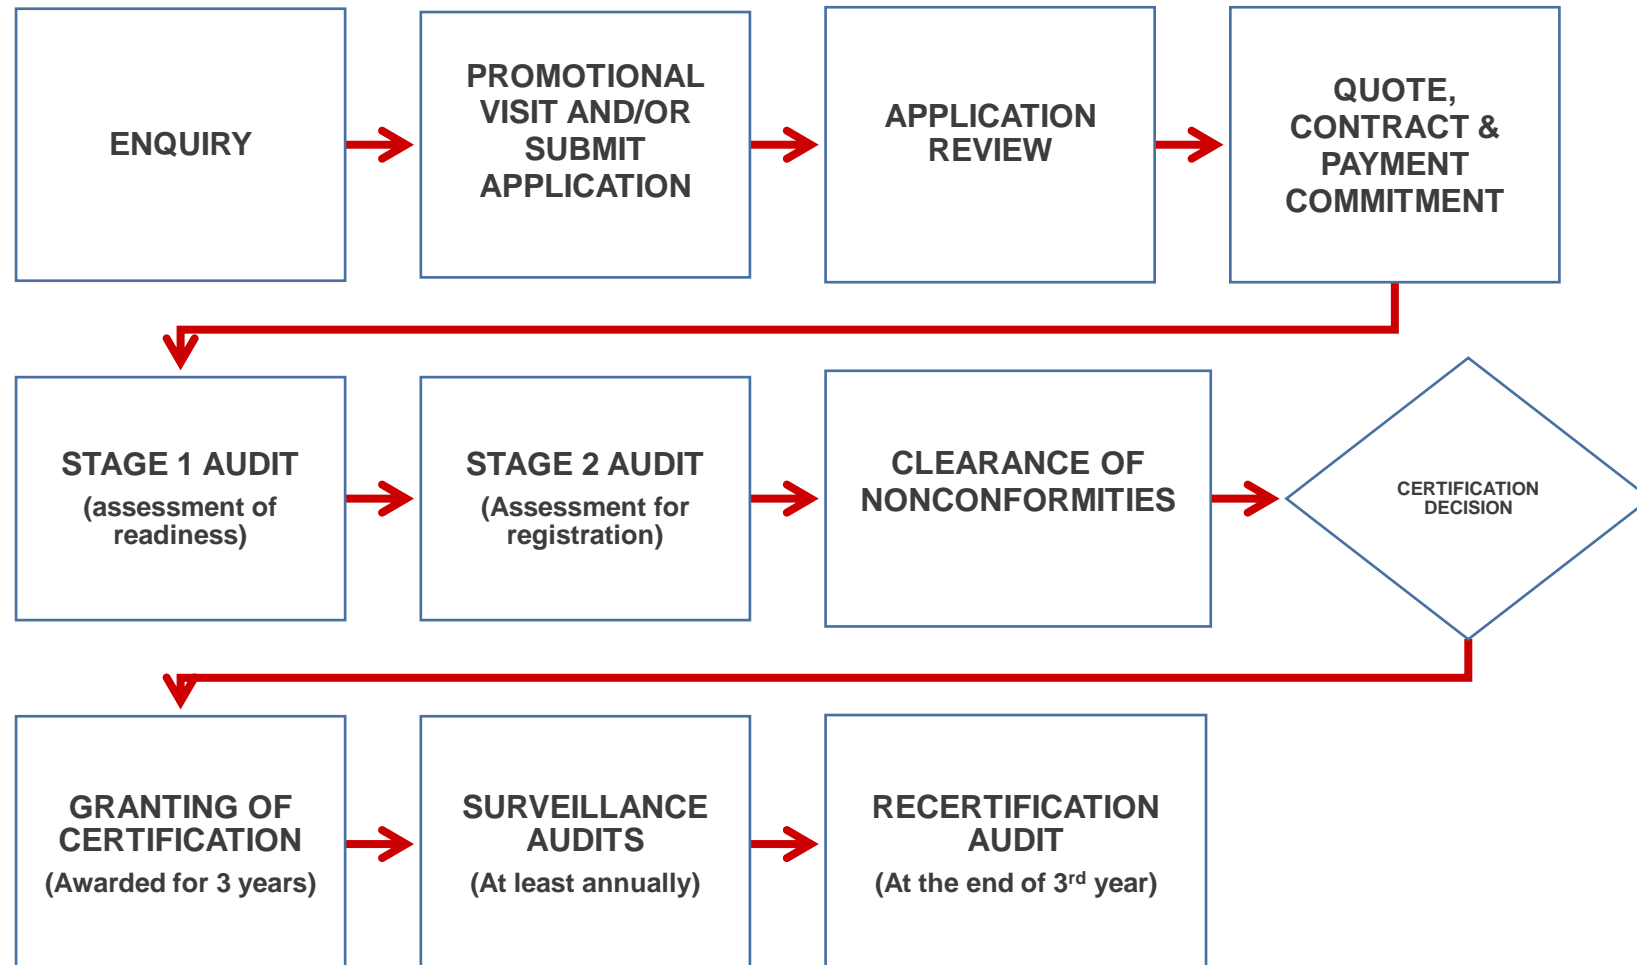 ENQUIRY
PROMOTIONAL
VISIT AND/OR
SUBMIT
APPLICATION
APPLICATION
REVIEW
QUOTE,
CONTRACT &
PAYMENT
COMMITMENT
STAGE 1 AUDIT
(assessment of
readiness)
STAGE 2 AUDIT
(Assessment for
registration)
CLEARANCE OF
NONCONFORMITIES
CERTIFICATION
DECISION
GRANTING OF
CERTIFICATION
(Awarded for 3 years)
SURVEILLANCE
AUDITS
(At least annually)
RECERTIFICATION
AUDIT
(At the end of 3rd year)